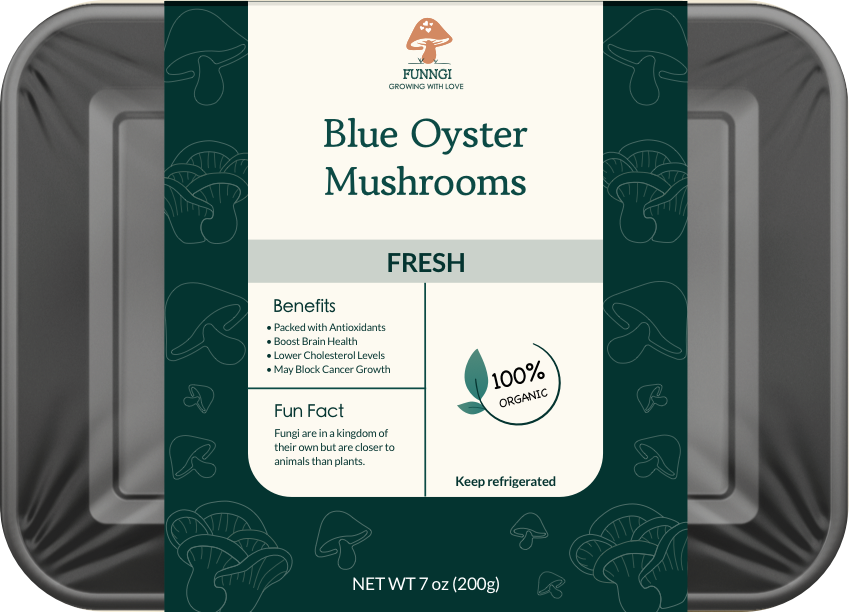 FUNNGI
GROWING WITH LOVE
Blue Oyster
Mushrooms
FRESH
Benefits
• Packed with Antioxidants
• Boost Brain Health
• Lower Cholesterol Levels
• May Block Cancer Growth
Fun Fact
Fungi are in a kingdom of
their own but are closer to
animals than plants.
100%
ORGANIC
Keep refrigerated
NET WT 7 oz (200g)